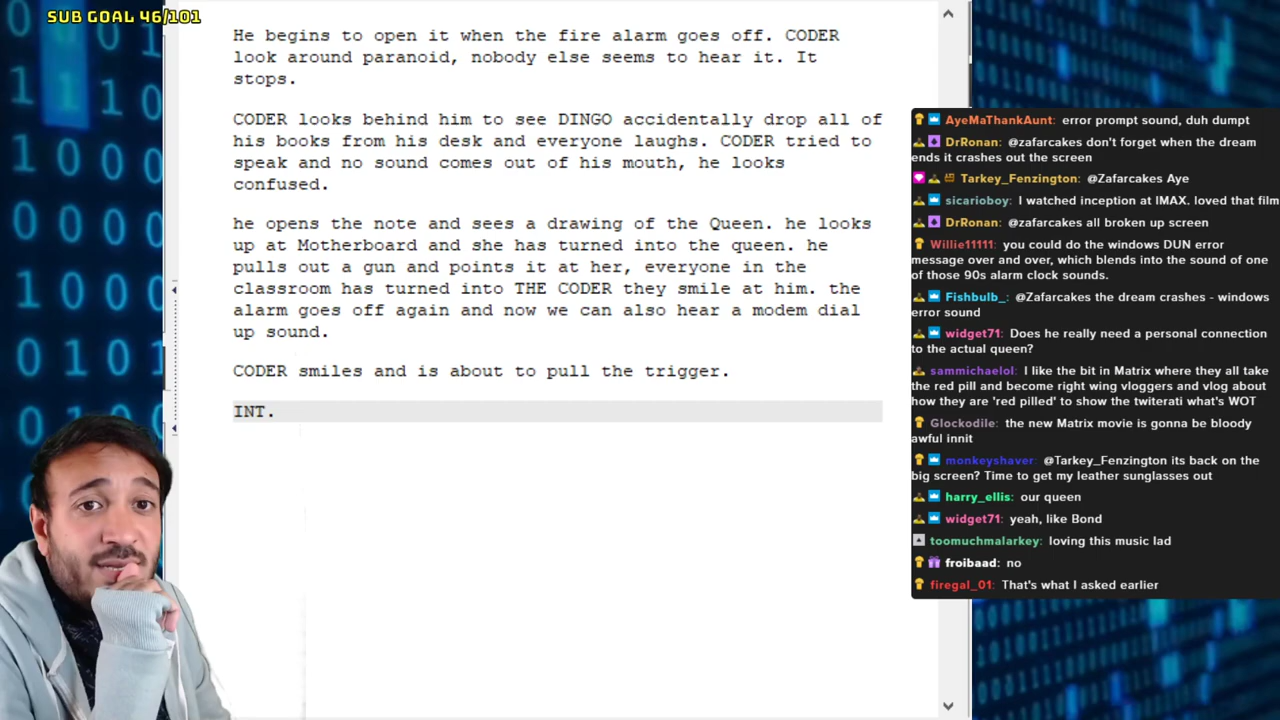 SUB GOAL 46/101
He begins to open it when the fire alarm goes off. CODER
look around paranoid, nobody else seems to hear it. It
stops.
CODER looks behind him to see DINGO accidentally drop all of
his books from his desk and everyone laughs. CODER tried to
speak and no sound comes out of his mouth, he looks
confused.
he opens the note and sees a drawing of the Queen. he looks
up at Motherboard and she has turned into the queen. he
pulls out a gun and points it at her, everyone in the
classroom has turned into THE CODER they smile at him. the
alarm goes off again and now we can also hear a modem dial
up sound.
CODER smiles and is about to pull the trigger.
INT.
AyeMaThankAunt: error prompt sound, duh dumpt
DrRonan: @zafarcakes don't forget when the dream
ends it crashes out the screen
Tarkey_Fenzington: @Zafarcakes Aye
sicarioboy: I watched inception at IMAX. loved that film
DrRonan: @zafarcakes all broken up screen
Willie11111: you could do the windows DUN error
message over and over, which blends into the sound of one
of those 90s alarm clock sounds.
Fishbulb_: @Zafarcakes the dream crashes - windows
error sound
widget71: Does he really need a personal connection
to the actual queen?
sammichaelol: I like the bit in Matrix where they all take
the red pill and become right wing vloggers and vlog about
how they are 'red pilled' to show the twiterati what's WOT
Glockodile: the new Matrix movie is gonna be bloody
awful innit
monkeyshaver: @Tarkey_Fenzington its back on the
big screen? Time to get my leather sunglasses out
harry_ellis: our queen
widget71: yeah, like Bond
toomuchmalarkey: loving this music lad
froibaad: no
firegal_01: That's what I asked earlier